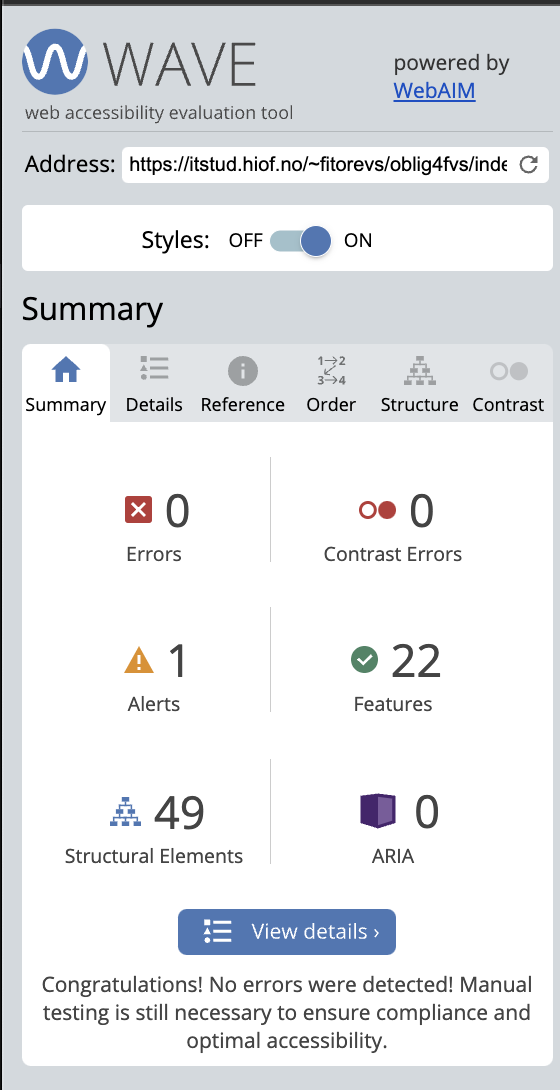 WAVE
web accessibility evaluation tool
powered by
WebAIM
Address: https://itstud.hiof.no/~fitorevs/oblig4fvs/inde
Styles: OFF ON
Summary
1→2
3→4
Summary Details Reference Order Structure Contrast
0 0
Errors Contrast Errors
1 22
Alerts Features
49 0
Structural Elements ARIA
View details ›
Congratulations! No errors were detected! Manual
testing is still necessary to ensure compliance and
optimal accessibility.